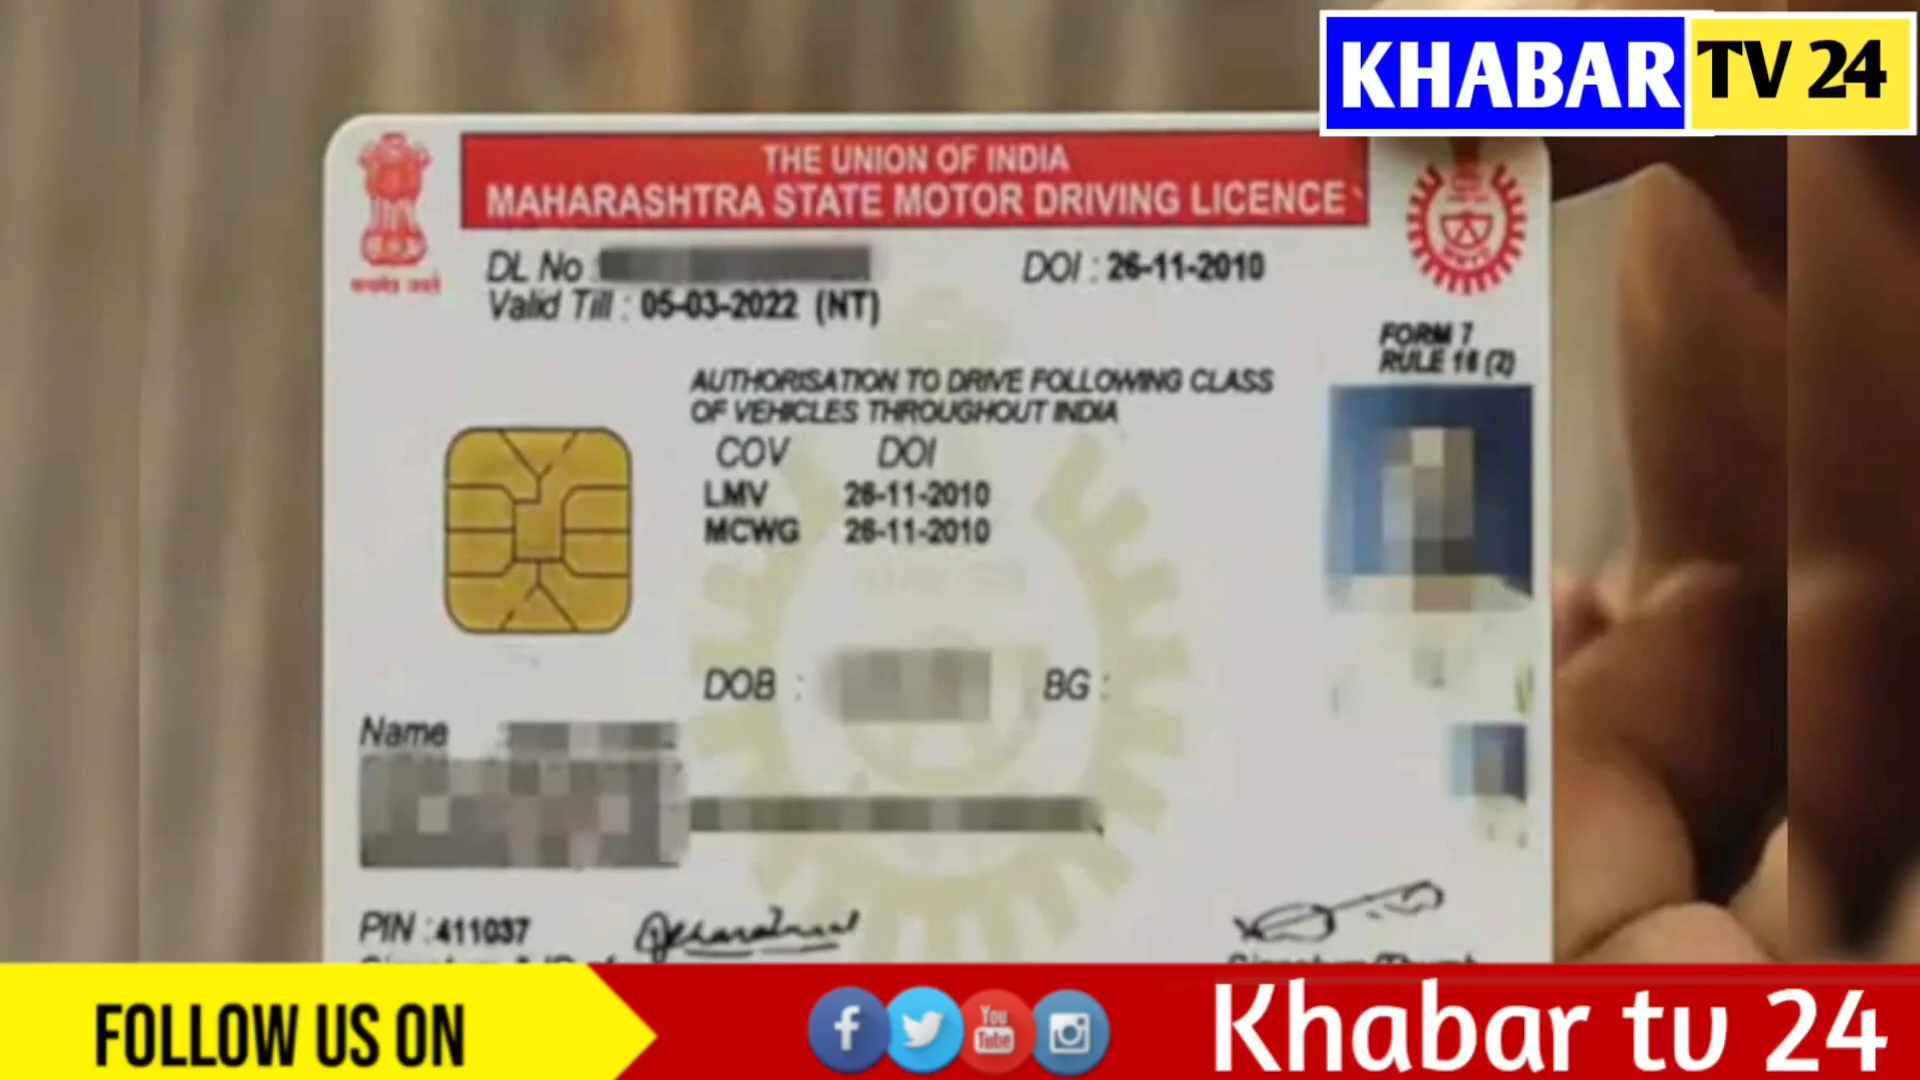 KHABAR TV 24
THE UNION OF INDIA
MAHARASHTRA STATE MOTOR DRIVING LICENCE
DL No
DOI : 26-11-2010
Valid Till : 05-03-2022 (NT)
FORM 7
RULE 16 (2)
AUTHORISATION TO DRIVE FOLLOWING CLASS
OF VEHICLES THROUGHOUT INDIA
COV DOI
LMV 26-11-2010
MCWG 26-11-2010
DOB :
BG :
Name :
PIN : 411037
FOLLOW US ON
f
You
Tube
Khabar tv 24